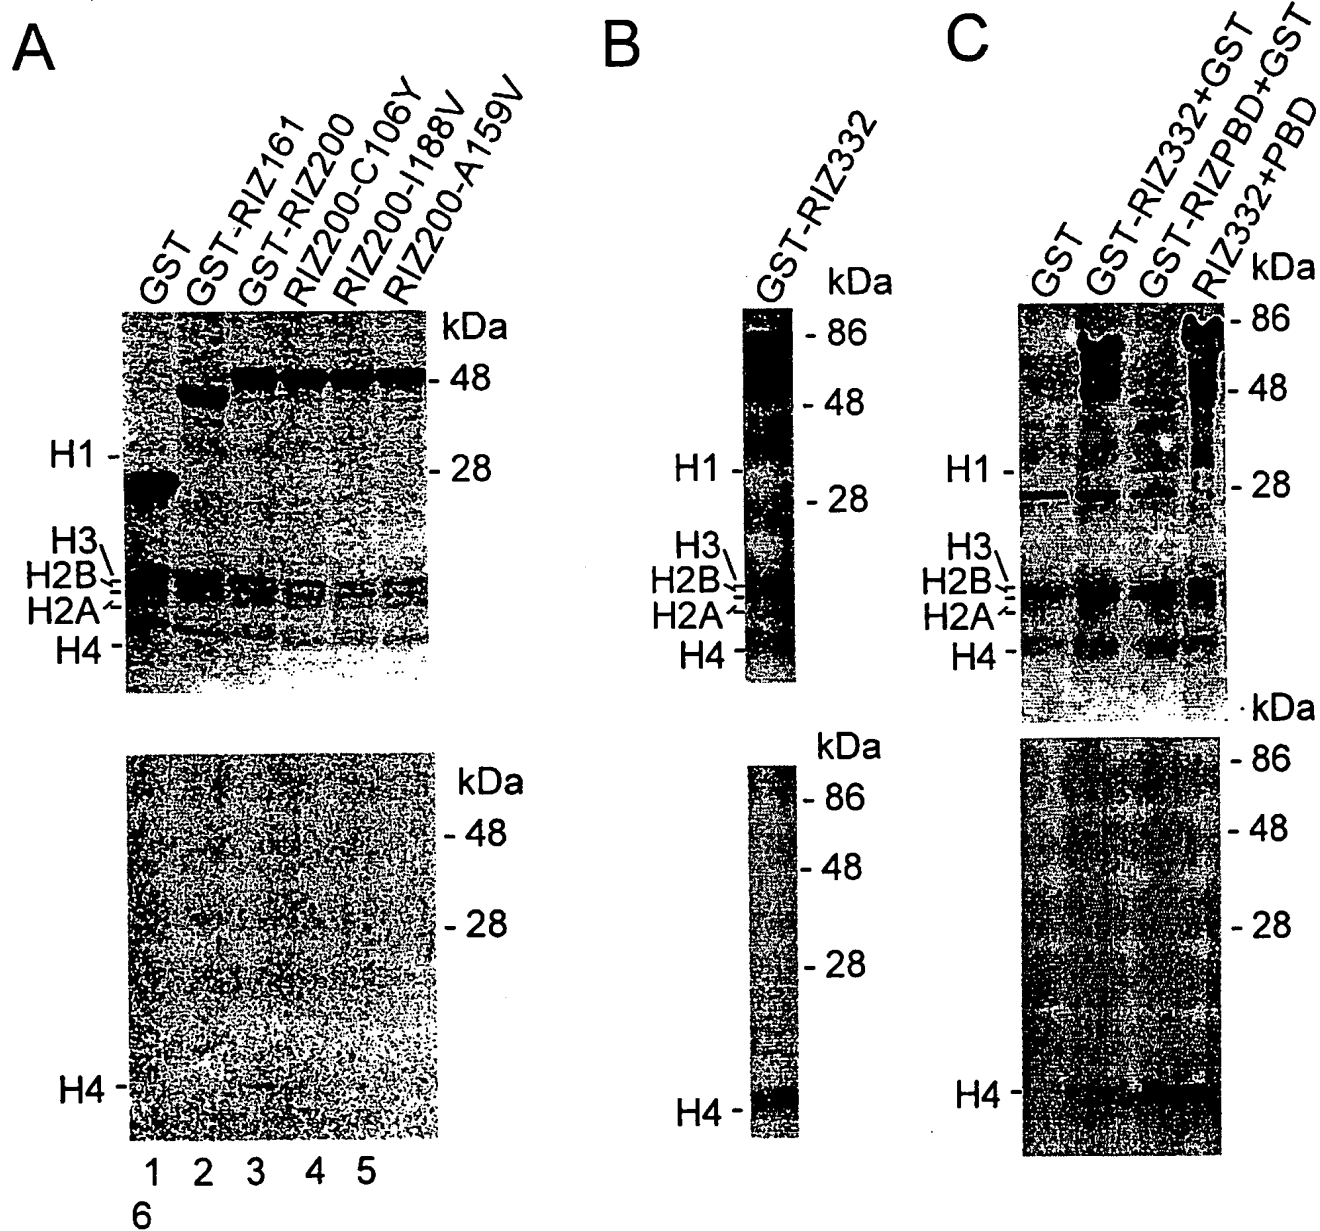 A
GST
GST-RIZ161
GST-RIZ200
RIZ200-C106Y
RIZ200-I188V
RIZ200-A159V
kDa
- 48
- 28
H1 -
H3
H2B
H2A
H4 -
kDa
- 48
- 28
H4 -
1 2 3 4 5
6
B
GST-RIZ332
kDa
- 86
- 48
- 28
H1 -
H3
H2B
H2A
H4 -
kDa
- 86
- 48
- 28
H4 -
C
GST
GST-RIZ332+GST
GST-RIZPBD+GST
RIZ332+PBD
kDa
- 86
- 48
- 28
H1 -
H3
H2B
H2A
H4 -
kDa
- 86
- 48
- 28
H4 -